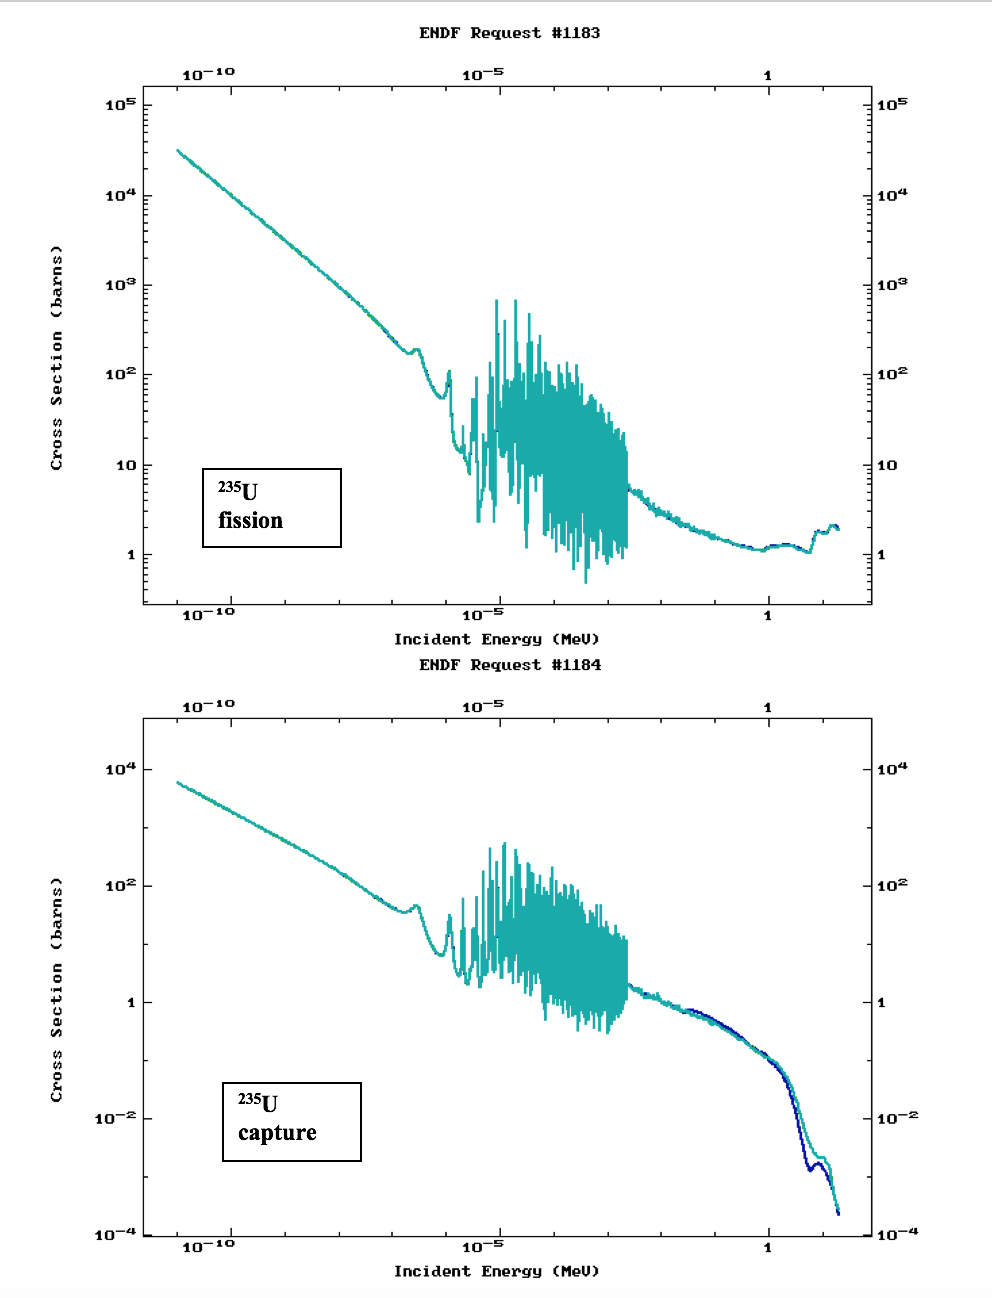 ENDF Request #1183
10⁻¹⁰ 10⁻⁵ 1
10⁵ 10⁵
10⁴ 10⁴
10³ 10³
10² 10²
10 10
1 1
Cross Section (barns)
²³⁵U
fission
10⁻¹⁰ 10⁻⁵ 1
Incident Energy (MeV)
ENDF Request #1184
10⁻¹⁰ 10⁻⁵ 1
10⁴ 10⁴
10² 10²
1 1
10⁻² 10⁻²
10⁻⁴ 10⁻⁴
Cross Section (barns)
²³⁵U
capture
10⁻¹⁰ 10⁻⁵ 1
Incident Energy (MeV)